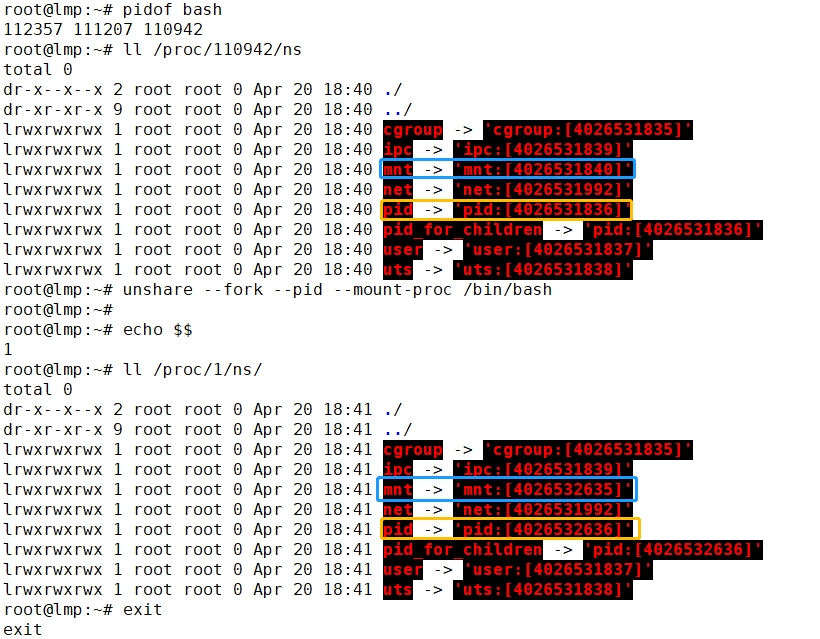 root@lmp:~# pidof bash
112357 111207 110942
root@lmp:~# ll /proc/110942/ns
total 0
dr-x--x--x 2 root root 0 Apr 20 18:40 ./
dr-xr-xr-x 9 root root 0 Apr 20 18:40 ../
lrwxrwxrwx 1 root root 0 Apr 20 18:40 cgroup -> 'cgroup:[4026531835]'
lrwxrwxrwx 1 root root 0 Apr 20 18:40 ipc -> 'ipc:[4026531839]'
lrwxrwxrwx 1 root root 0 Apr 20 18:40 mnt -> 'mnt:[4026531840]'
lrwxrwxrwx 1 root root 0 Apr 20 18:40 net -> 'net:[4026531992]'
lrwxrwxrwx 1 root root 0 Apr 20 18:40 pid -> 'pid:[4026531836]'
lrwxrwxrwx 1 root root 0 Apr 20 18:40 pid_for_children -> 'pid:[4026531836]'
lrwxrwxrwx 1 root root 0 Apr 20 18:40 user -> 'user:[4026531837]'
lrwxrwxrwx 1 root root 0 Apr 20 18:40 uts -> 'uts:[4026531838]'
root@lmp:~# unshare --fork --pid --mount-proc /bin/bash
root@lmp:~#
root@lmp:~# echo $$
1
root@lmp:~# ll /proc/1/ns/
total 0
dr-x--x--x 2 root root 0 Apr 20 18:41 ./
dr-xr-xr-x 9 root root 0 Apr 20 18:41 ../
lrwxrwxrwx 1 root root 0 Apr 20 18:41 cgroup -> 'cgroup:[4026531835]'
lrwxrwxrwx 1 root root 0 Apr 20 18:41 ipc -> 'ipc:[4026531839]'
lrwxrwxrwx 1 root root 0 Apr 20 18:41 mnt -> 'mnt:[4026532635]'
lrwxrwxrwx 1 root root 0 Apr 20 18:41 net -> 'net:[4026531992]'
lrwxrwxrwx 1 root root 0 Apr 20 18:41 pid -> 'pid:[4026532636]'
lrwxrwxrwx 1 root root 0 Apr 20 18:41 pid_for_children -> 'pid:[4026532636]'
lrwxrwxrwx 1 root root 0 Apr 20 18:41 user -> 'user:[4026531837]'
lrwxrwxrwx 1 root root 0 Apr 20 18:41 uts -> 'uts:[4026531838]'
root@lmp:~# exit
exit